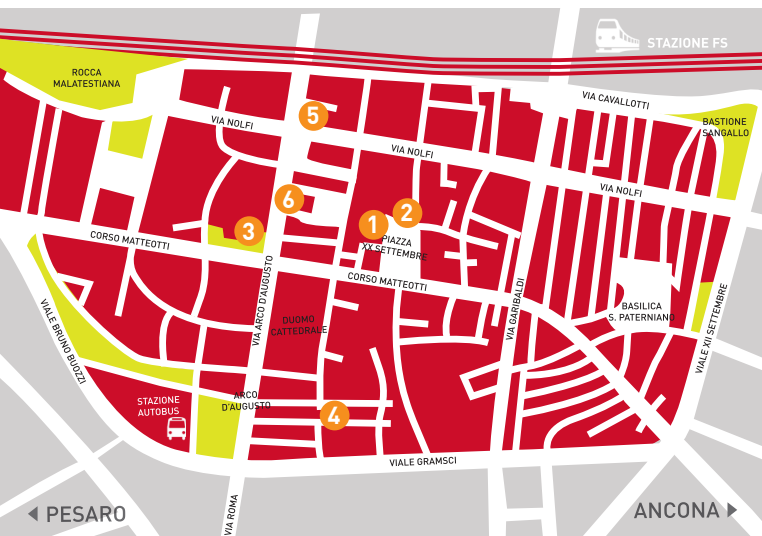 STAZIONE FS
ROCCA
MALATESTIANA
VIA CAVALLOTTI
BASTIONE
SANGALLO
5
VIA NOLFI
VIA NOLFI
VIA NOLFI
6
2
1
3
PIAZZA
XX SETTEMBRE
CORSO MATTEOTTI
CORSO MATTEOTTI
VIA ARCO D'AUGUSTO
VIA GARIBALDI
BASILICA
S. PATERNIANO
VIALE XII SETTEMBRE
DUOMO
CATTEDRALE
VIALE BRUNO BUOZZI
STAZIONE
AUTOBUS
ARCO
D'AUGUSTO
4
VIALE GRAMSCI
VIA ROMA
PESARO
ANCONA